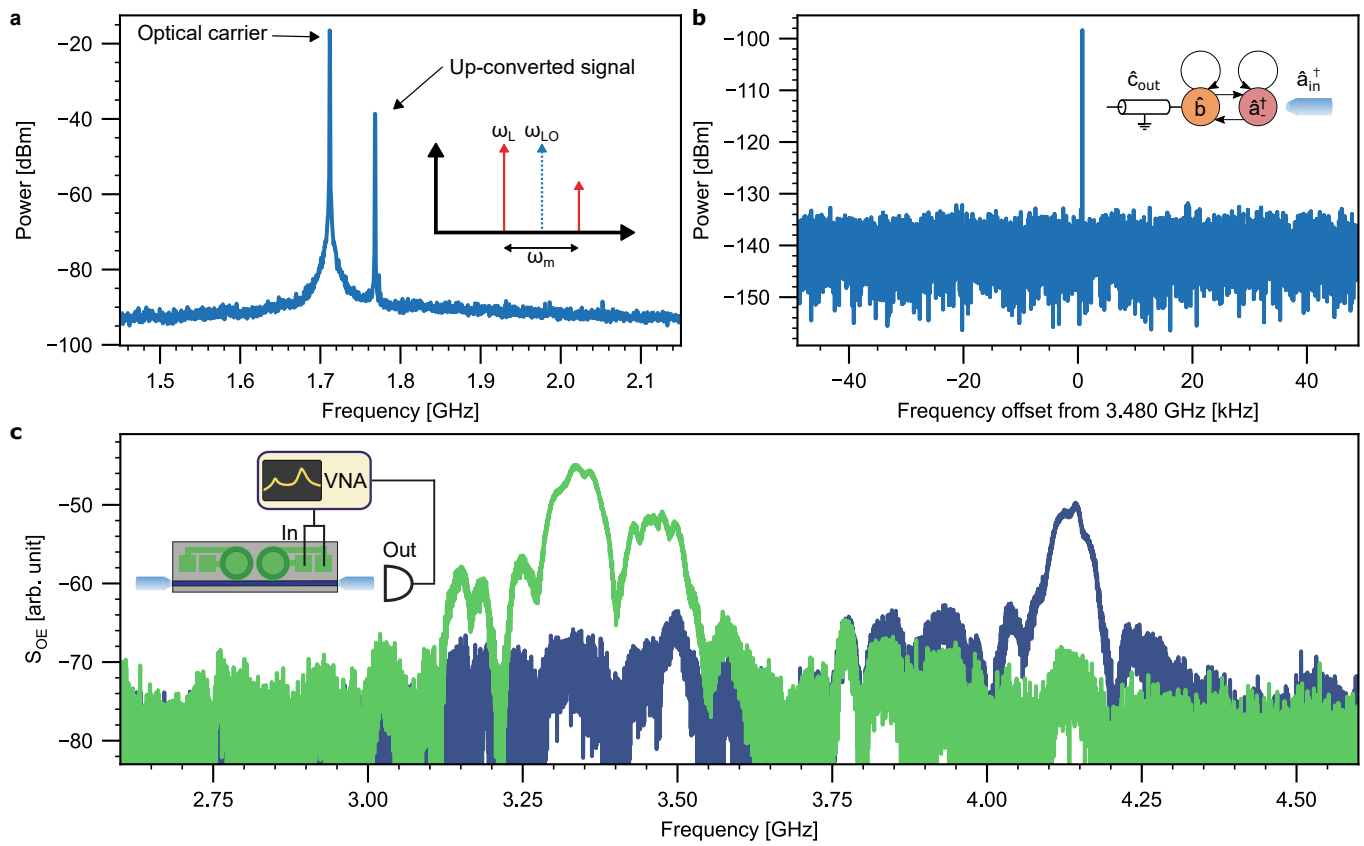 a
Optical carrier
Up-converted signal
ω_L
ω_LO
ω_m
Power [dBm]
−20
−40
−60
−80
−100
1.5
1.6
1.7
1.8
1.9
2.0
2.1
Frequency [GHz]
b
ĉ_out
b̂
â_-^†
â_in^†
Power [dBm]
−100
−110
−120
−130
−140
−150
−40
−20
0
20
40
Frequency offset from 3.480 GHz [kHz]
c
VNA
In
Out
S_OE [arb. unit]
−50
−60
−70
−80
2.75
3.00
3.25
3.50
3.75
4.00
4.25
4.50
Frequency [GHz]